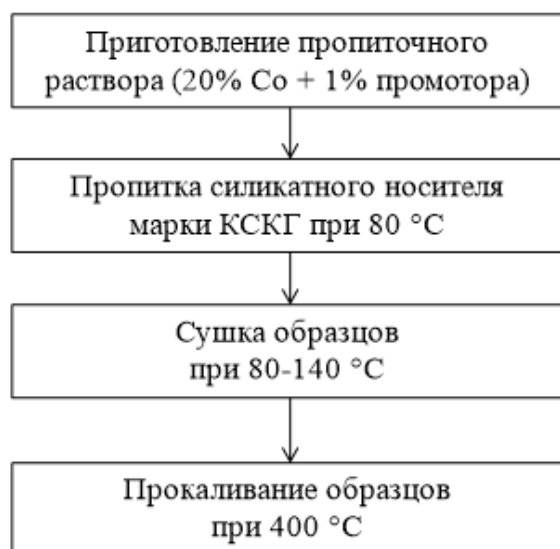 Приготовление пропиточного
раствора (20% Co + 1% промотора)
Пропитка силикатного носителя
марки КСКГ при 80 °C
Сушка образцов
при 80-140 °C
Прокаливание образцов
при 400 °C